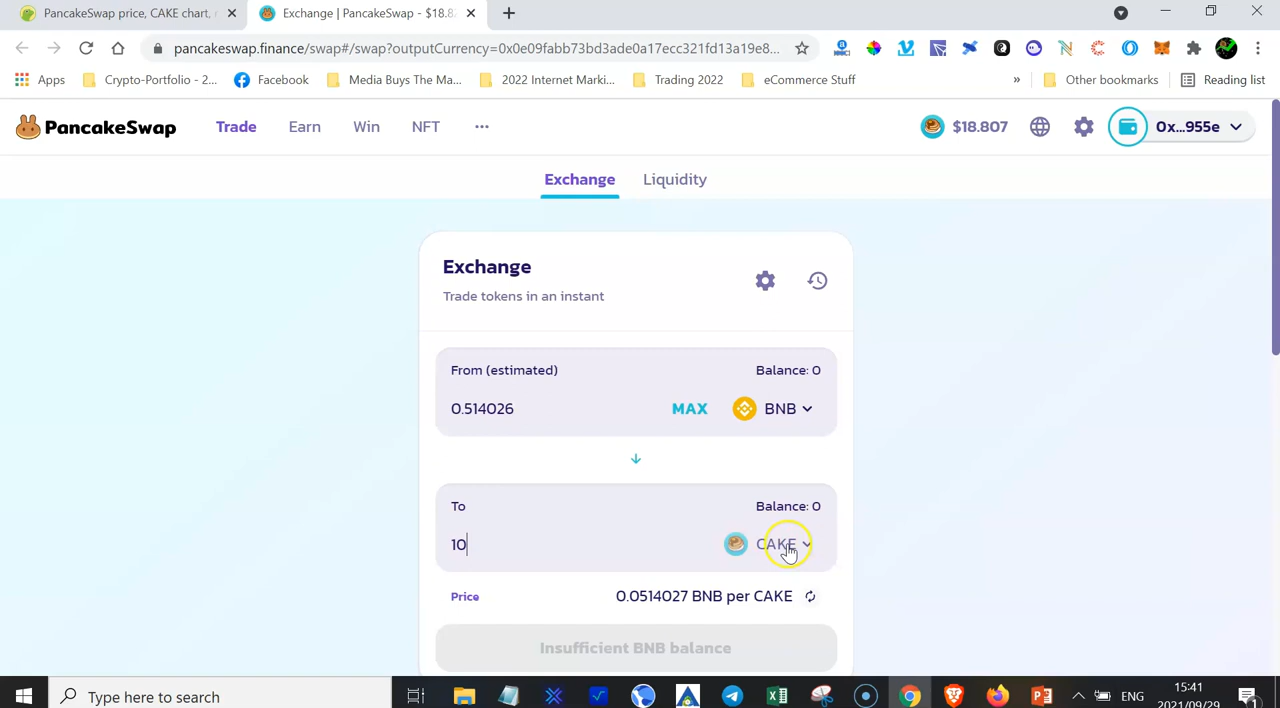 PancakeSwap price, CAKE chart,
Exchange | PancakeSwap - $18.8
pancakeswap.finance/swap#/swap?outputCurrency=0x0e09fabb73bd3ade0a17ecc321fd13a19e8...
Apps Crypto-Portfolio - 2... Facebook Media Buys The Ma... 2022 Internet Marki... Trading 2022 eCommerce Stuff » Other bookmarks Reading list
PancakeSwap Trade Earn Win NFT ... $18.807 0x...955e
Exchange Liquidity
Exchange
Trade tokens in an instant
From (estimated) Balance: 0
0.514026 MAX BNB
To Balance: 0
10 CAKE
Price 0.0514027 BNB per CAKE
Insufficient BNB balance
Type here to search
ENG
15:41
2021/09/29
1